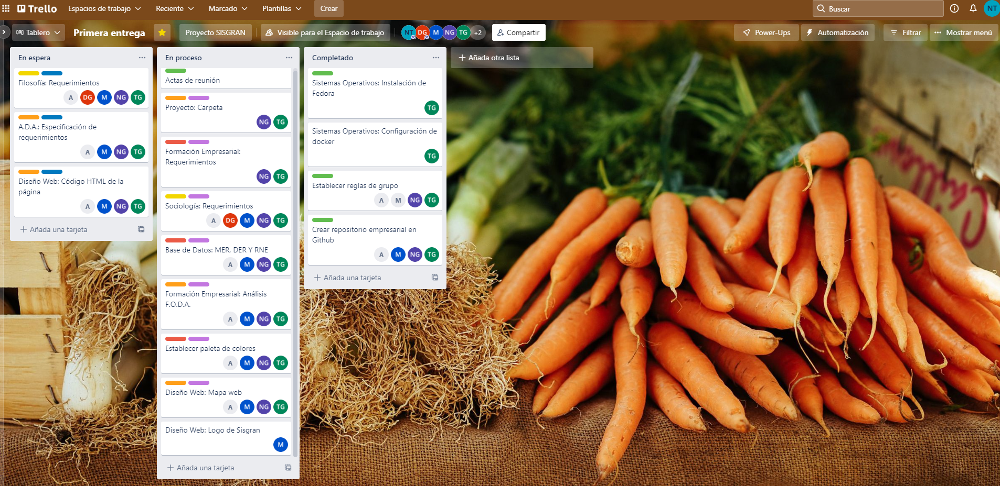 Trello
Espacios de trabajo
Reciente
Marcado
Plantillas
Crear
Buscar
NT
Tablero
Primera entrega
Proyecto SISGRAN
Visible para el Espacio de trabajo
NT
DG
M
NG
TG
+2
Compartir
Power-Ups
Automatización
Filtrar
Mostrar menú
En espera
Filosofía: Requerimientos
A DG M NG TG
A.D.A.: Especificación de
requerimientos
A M NG TG
Diseño Web: Código HTML de la
página
A M NG TG
Añada una tarjeta
En proceso
Actas de reunión
Proyecto: Carpeta
NG TG
Formación Empresarial:
Requerimientos
NG TG
Sociología: Requerimientos
A DG M NG TG
Base de Datos: MER, DER Y RNE
A M NG TG
Formación Empresarial: Análisis
F.O.D.A.
A M NG TG
Establecer paleta de colores
A M NG TG
Diseño Web: Mapa web
A M NG TG
Diseño Web: Logo de Sisgran
M
Añada una tarjeta
Completado
Sistemas Operativos: Instalación de
Fedora
TG
Sistemas Operativos: Configuración de
docker
TG
Establecer reglas de grupo
A M NG TG
Crear repositorio empresarial en
Github
A M NG TG
Añada una tarjeta
Añada otra lista